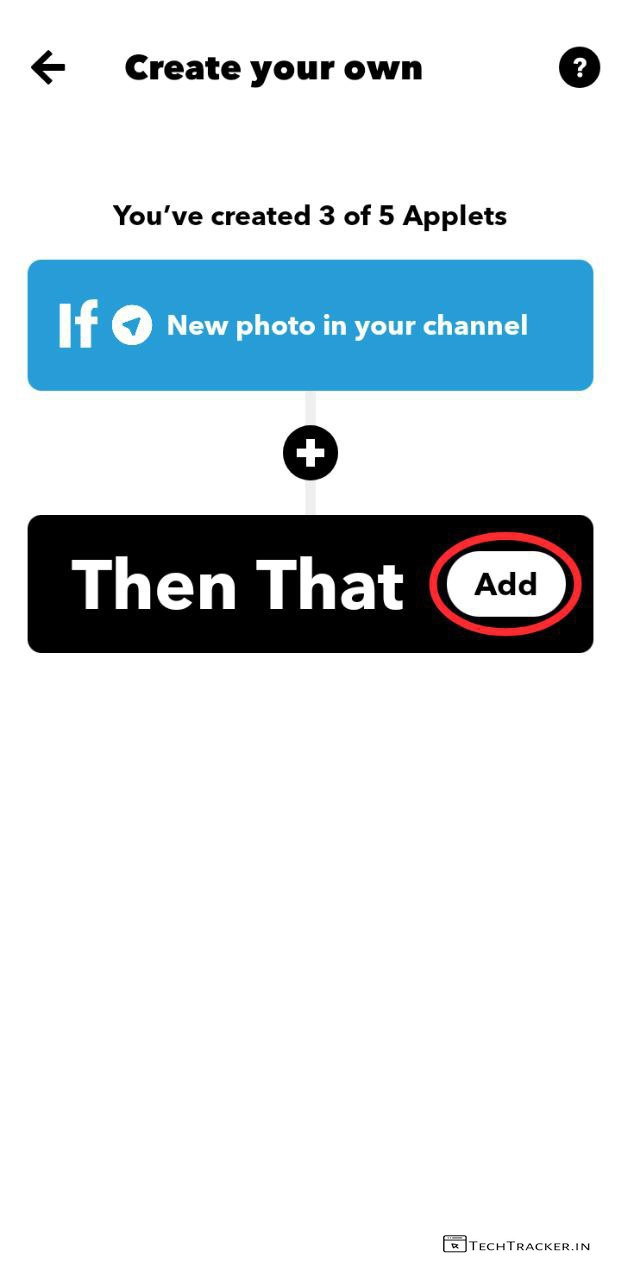 Create your own
?
You’ve created 3 of 5 Applets
If New photo in your channel
Then That Add
TECHTRACKER.IN